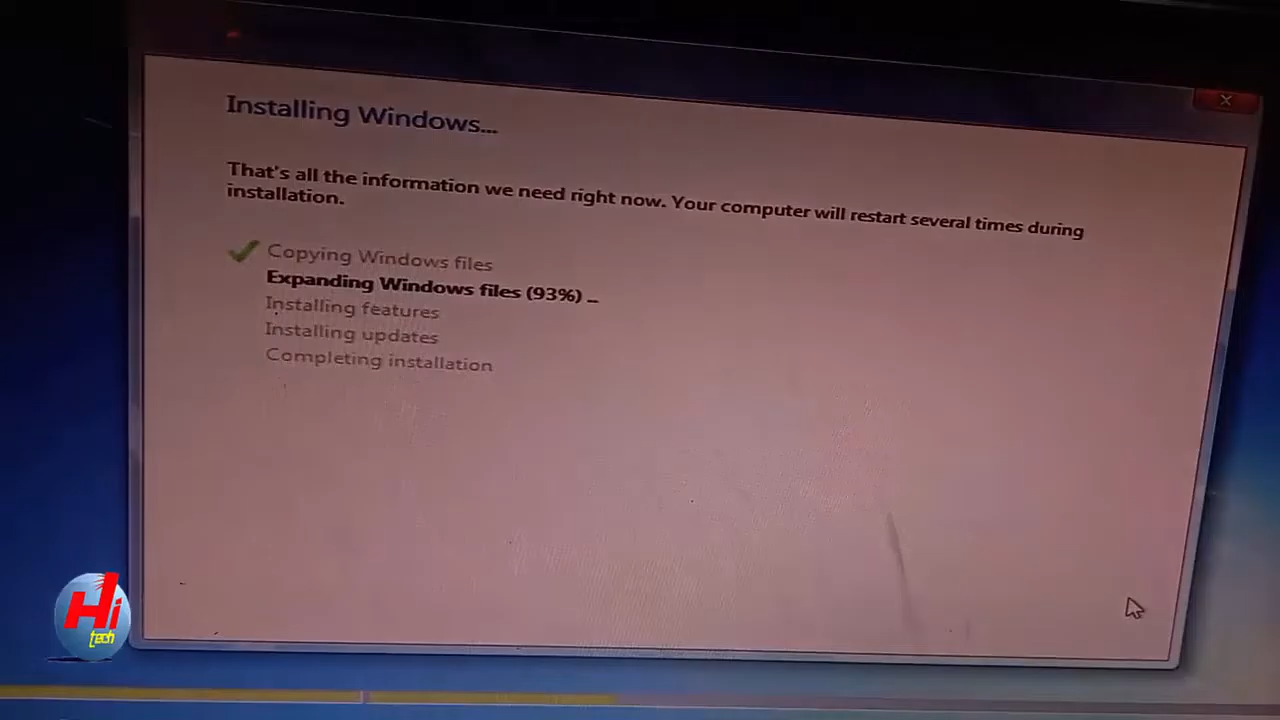 Installing Windows...
That's all the information we need right now. Your computer will restart several times during
installation.
Copying Windows files
Expanding Windows files (93%) ...
Installing features
Installing updates
Completing installation
Hi
tech